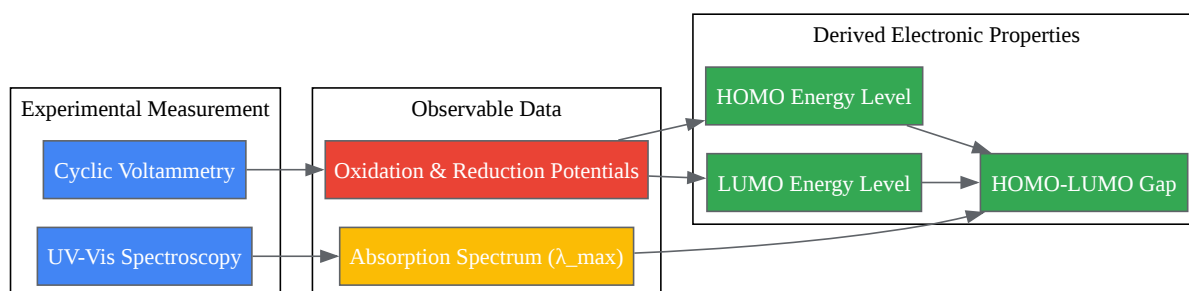 Experimental Measurement
Cyclic Voltammetry
UV-Vis Spectroscopy
Observable Data
Oxidation & Reduction Potentials
Absorption Spectrum (λ_max)
Derived Electronic Properties
HOMO Energy Level
LUMO Energy Level
HOMO-LUMO Gap